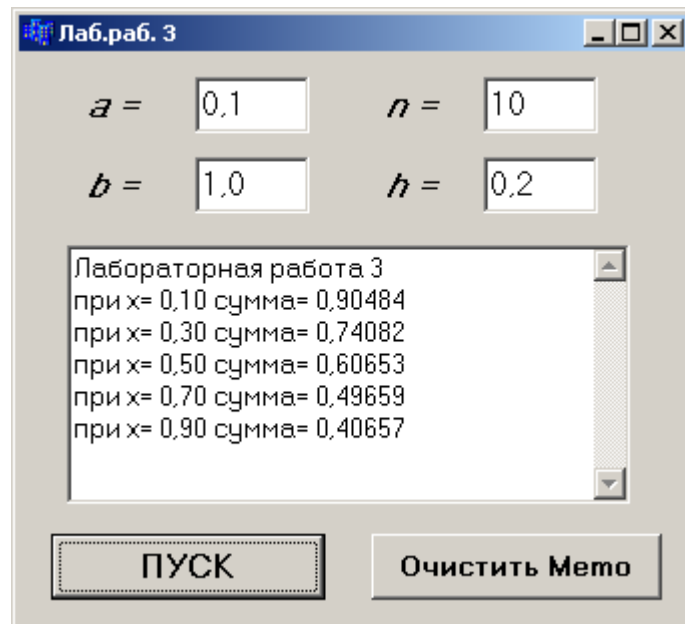 Лаб.раб. 3
a = 0,1 n = 10
b = 1,0 h = 0,2
Лабораторная работа 3
при x= 0,10 сумма= 0,90484
при x= 0,30 сумма= 0,74082
при x= 0,50 сумма= 0,60653
при x= 0,70 сумма= 0,49659
при x= 0,90 сумма= 0,40657
ПУСК Очистить Memo